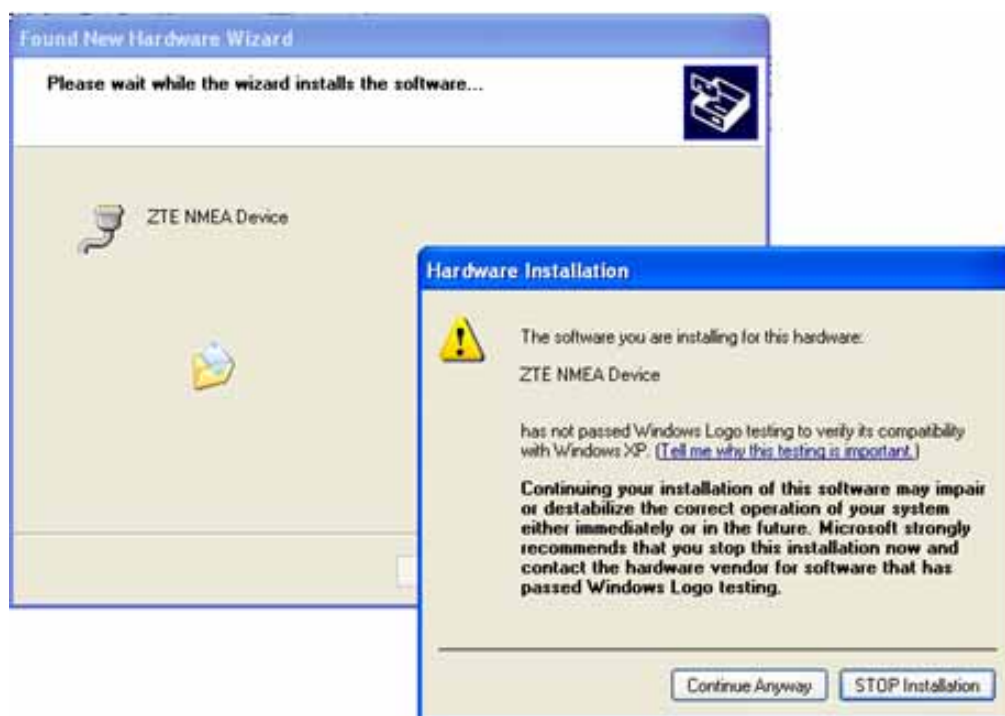 Found New Hardware Wizard
Please wait while the wizard installs the software...
ZTE NMEA Device
Hardware Installation
The software you are installing for this hardware:
ZTE NMEA Device
has not passed Windows Logo testing to verify its compatibility
with Windows XP. (Tell me why this testing is important.)
Continuing your installation of this software may impair
or destabilize the correct operation of your system
either immediately or in the future. Microsoft strongly
recommends that you stop this installation now and
contact the hardware vendor for software that has
passed Windows Logo testing.
Continue Anyway
STOP Installation